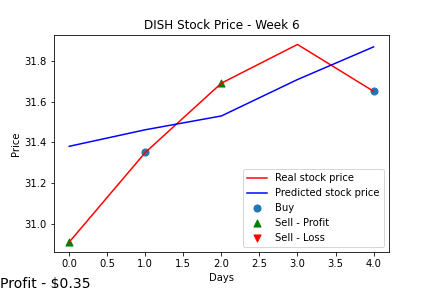 DISH Stock Price - Week 6
Price
31.8
31.6
31.4
31.2
31.0
Real stock price
Predicted stock price
Buy
Sell - Profit
Sell - Loss
0.0 0.5 1.0 1.5 2.0 2.5 3.0 3.5 4.0
Days
Profit - $0.35